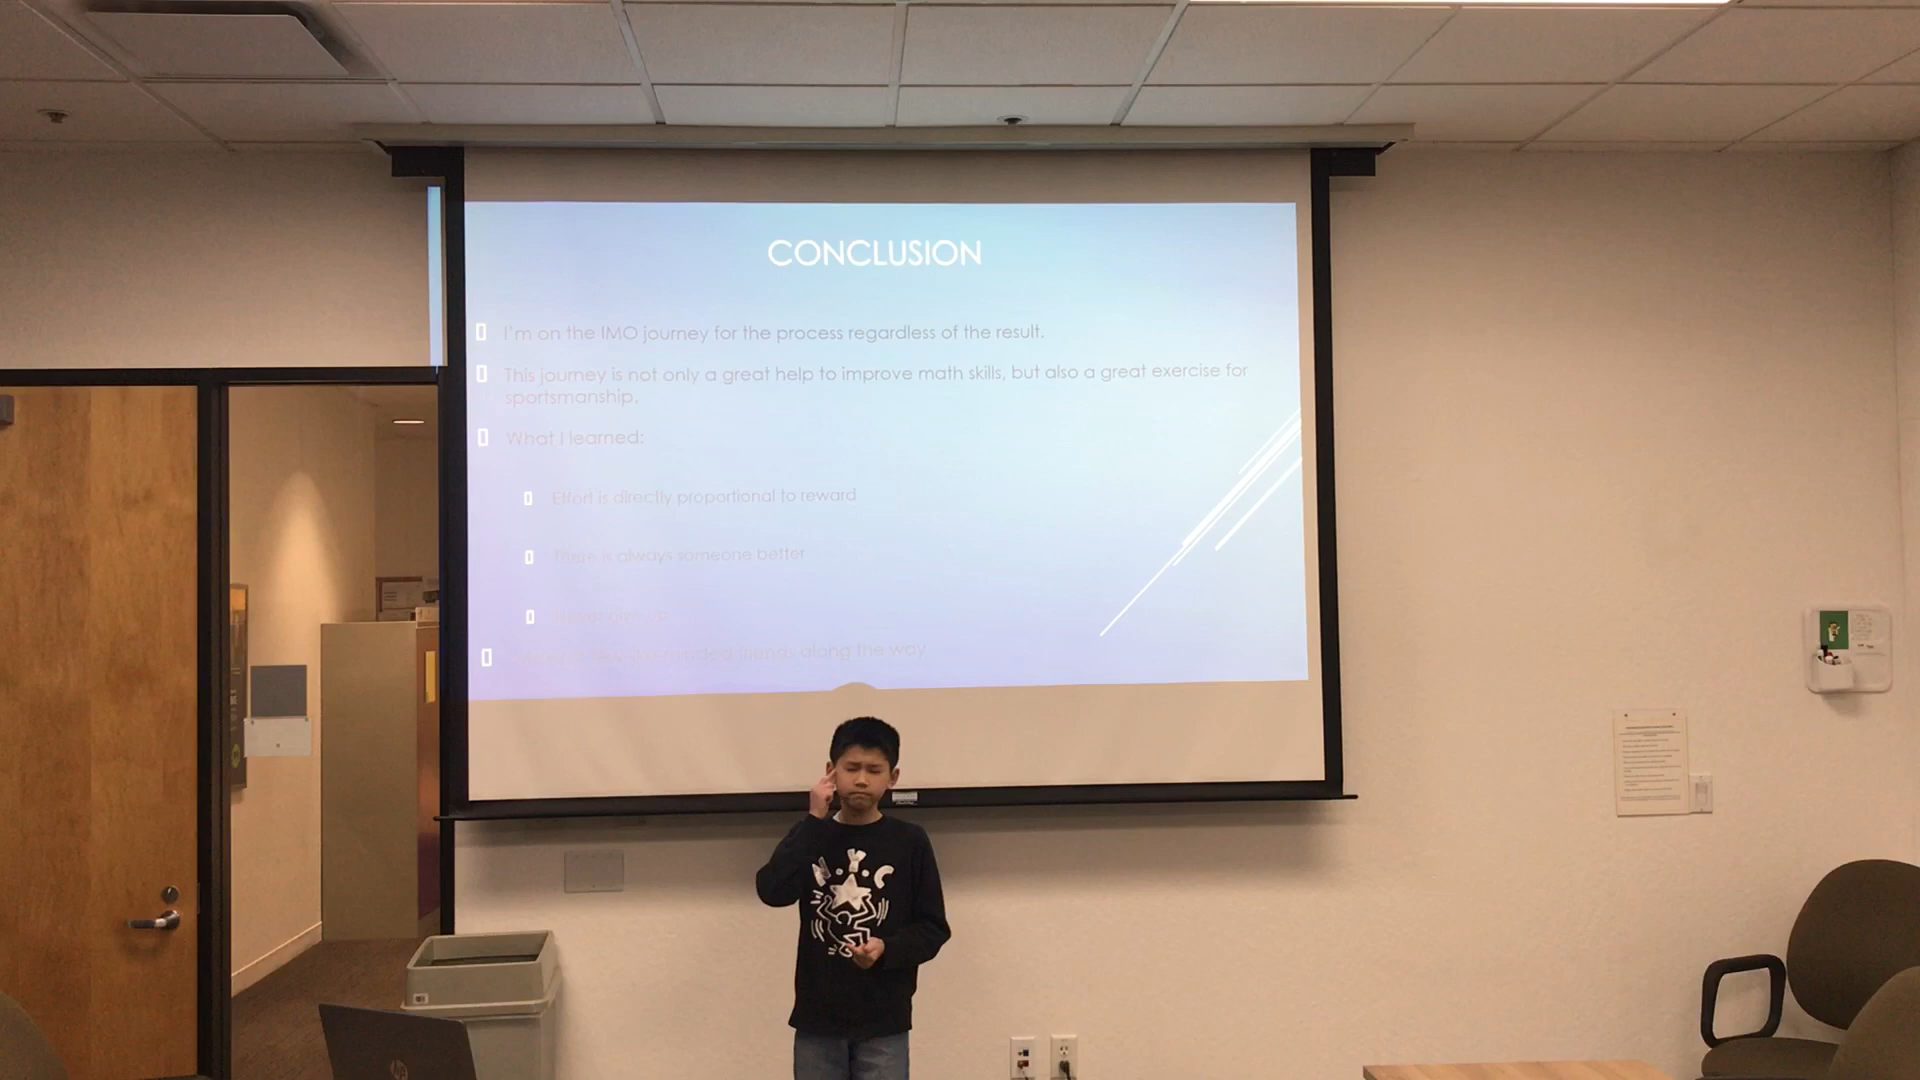 CONCLUSION
I'm on the IMO journey for the process regardless of the result.
This journey is not only a great help to improve math skills, but also a great exercise for
sportsmanship.
What I learned:
Effort is directly proportional to reward
There is always someone better
friends along the way
N.Y.C
hp